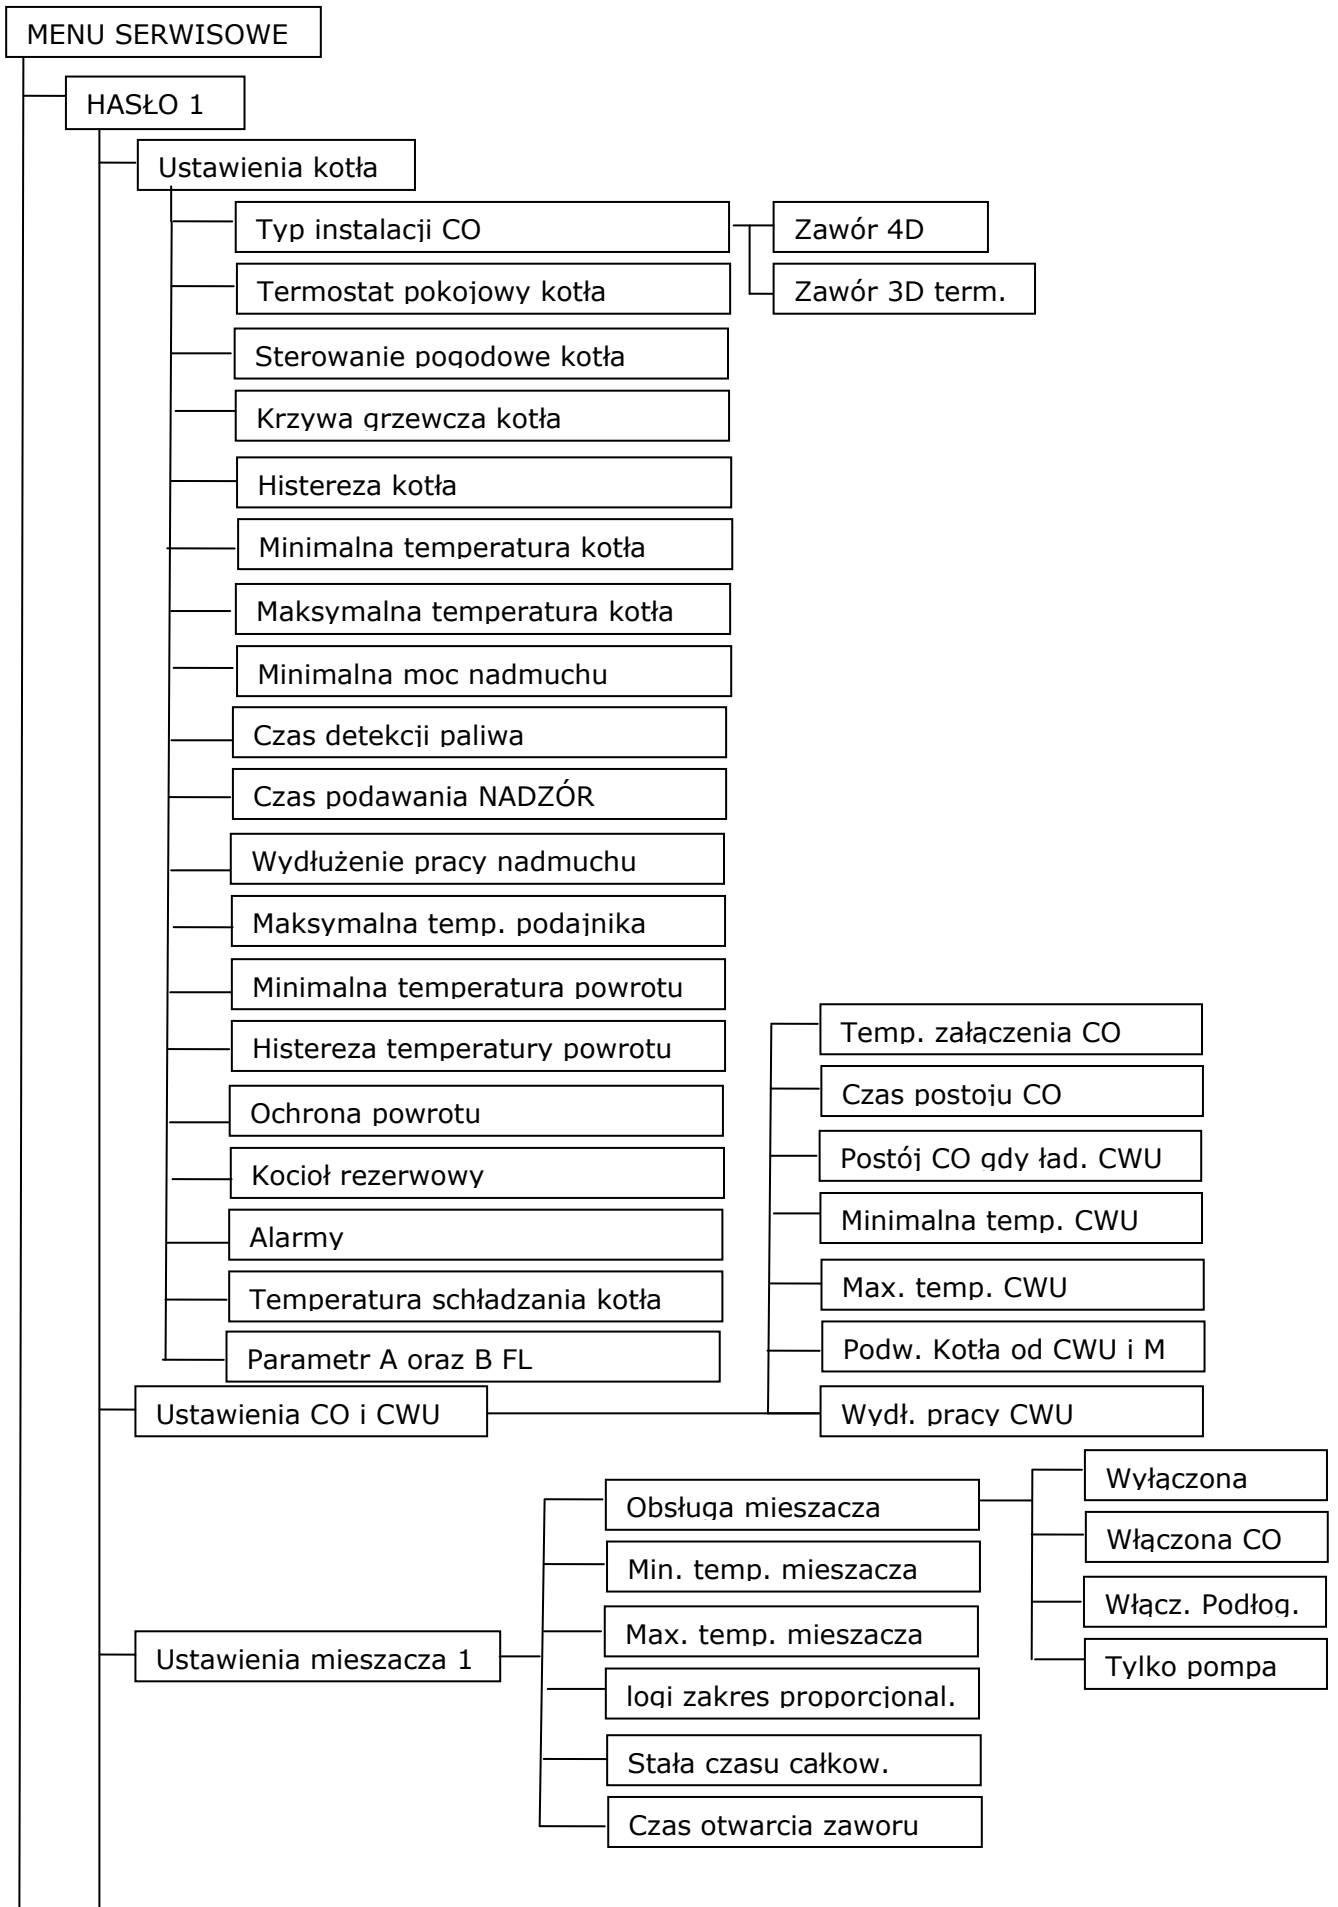 MENU SERWISOWE
HASŁO 1
Ustawienia kotła
Typ instalacji CO
Zawór 4D
Termostat pokojowy kotła
Zawór 3D term.
Sterowanie pogodowe kotła
Krzywa grzewcza kotła
Histereza kotła
Minimalna temperatura kotła
Maksymalna temperatura kotła
Minimalna moc nadmuchu
Czas detekcji paliwa
Czas podawania NADZÓR
Wydłużenie pracy nadmuchu
Maksymalna temp. podajnika
Minimalna temperatura powrotu
Histereza temperatury powrotu
Ochrona powrotu
Kocioł rezerwowy
Alarmy
Temperatura schładzania kotła
Parametr A oraz B FL
Ustawienia CO i CWU
Temp. załączenia CO
Czas postoju CO
Postój CO gdy ład. CWU
Minimalna temp. CWU
Max. temp. CWU
Podw. Kotła od CWU i M
Wydł. pracy CWU
Ustawienia mieszacza 1
Obsługa mieszacza
Min. temp. mieszacza
Max. temp. mieszacza
logi zakres proporcjonal.
Stała czasu całkow.
Czas otwarcia zaworu
Wyłączona
Włączona CO
Włącz. Podłog.
Tylko pompa